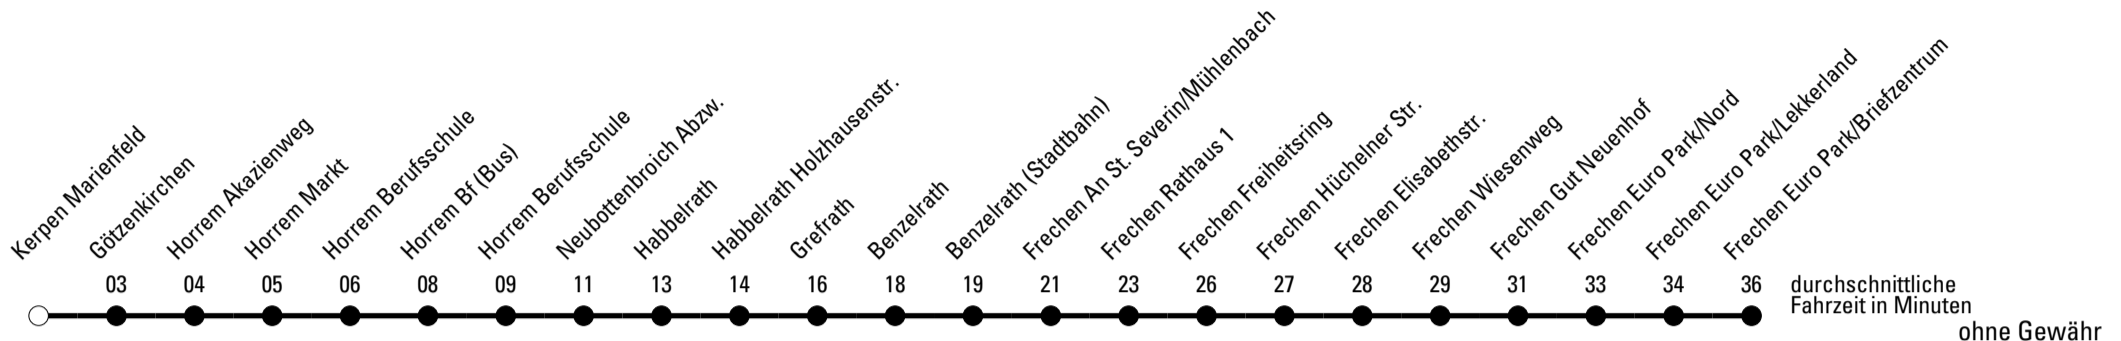 Kerpen Marienfeld
Götzenkirchen
Horrem Akazienweg
Horrem Markt
Horrem Berufsschule
Horrem Bf (Bus)
Horrem Berufsschule
Neubottenbroich Abzw.
Habbelrath
Habbelrath Holzhausenstr.
Grefrath
Benzelrath
Benzelrath (Stadtbahn)
Frechen An St. Severin/Mühlenbach
Frechen Rathaus 1
Frechen Freiheitsring
Frechen Hüchelner Str.
Frechen Elisabethstr.
Frechen Wiesenweg
Frechen Gut Neuenhof
Frechen Euro Park/Nord
Frechen Euro Park/Lekkerland
Frechen Euro Park/Briefzentrum
03 04 05 06 08 09 11 13 14 16 18 19 21 23 26 27 28 29 31 33 34 36
durchschnittliche
Fahrzeit in Minuten
ohne Gewähr